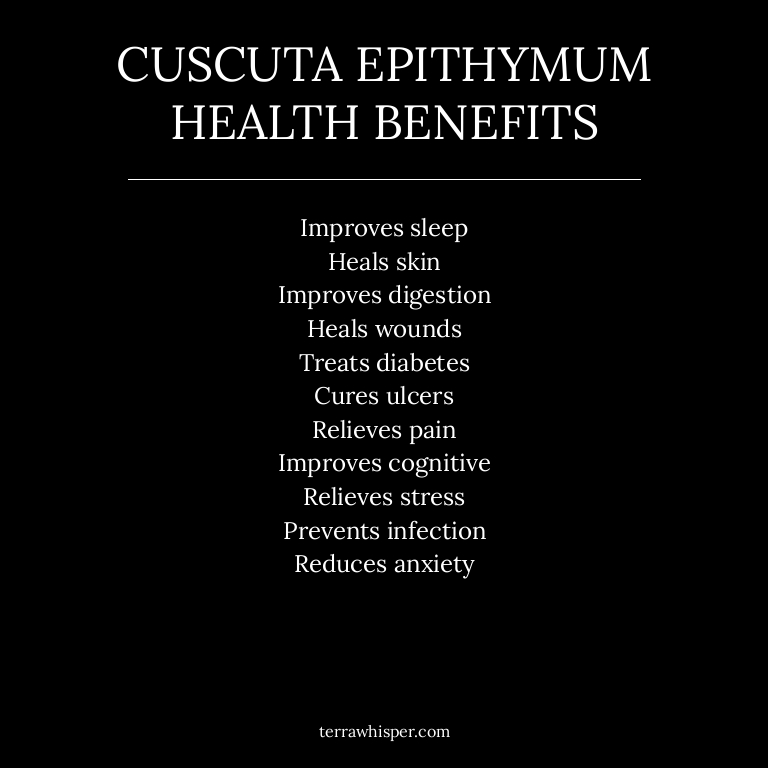 CUSCUTA EPITHYMUM
HEALTH BENEFITS
Improves sleep
Heals skin
Improves digestion
Heals wounds
Treats diabetes
Cures ulcers
Relieves pain
Improves cognitive
Relieves stress
Prevents infection
Reduces anxiety
terrawhisper.com